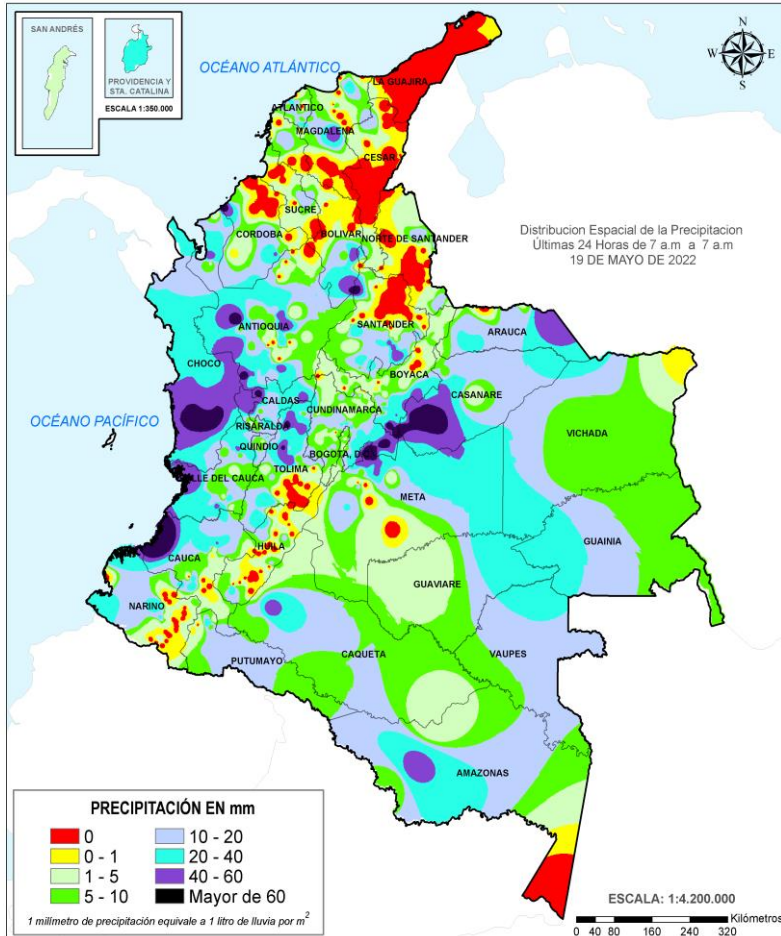 SAN ANDRÉS
PROVIDENCIA Y
STA. CATALINA
ESCALA 1:350.000
OCÉANO ATLÁNTICO
N
W
E
S
LA GUAJIRA
ATLANTICO
MAGDALENA
CESAR
SUCRE
CORDOBA
BOLIVAR
NORTE DE SANTANDER
Distribucion Espacial de la Precipitacion
Últimas 24 Horas de 7 a.m a 7 a.m
19 DE MAYO DE 2022
ANTIOQUIA
SANTANDER
ARAUCA
CHOCO
BOYACA
CASANARE
OCÉANO PACÍFICO
CALDAS
CUNDINAMARCA
RISARALDA
VICHADA
QUINDIO
BOGOTA, D.C.
TOLIMA
VALLE DEL CAUCA
META
GUAINIA
CAUCA
HUILA
GUAVIARE
NARINO
PUTUMAYO
CAQUETA
VAUPES
AMAZONAS
PRECIPITACIÓN EN mm
0
10 - 20
0 - 1
20 - 40
1 - 5
40 - 60
5 - 10
Mayor de 60
1 milímetro de precipitación equivale a 1 litro de lluvia por m²
ESCALA: 1:4.200.000
Kilómetros
0 40 80 160 240 320